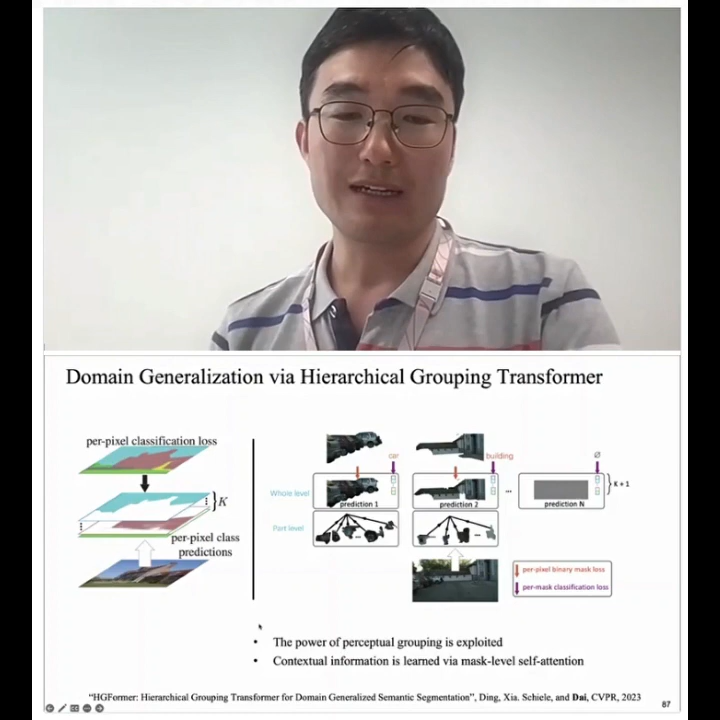 Domain Generalization via Hierarchical Grouping Transformer
per-pixel classification loss
K
per-pixel class
predictions
car
building
Ø
Whole level
prediction 1
prediction 2
...
prediction N
K + 1
Part level
...
...
per-pixel binary mask loss
per-mask classification loss
• The power of perceptual grouping is exploited
• Contextual information is learned via mask-level self-attention
“HGFormer: Hierarchical Grouping Transformer for Domain Generalized Semantic Segmentation”, Ding, Xia. Schiele, and Dai, CVPR, 2023
87